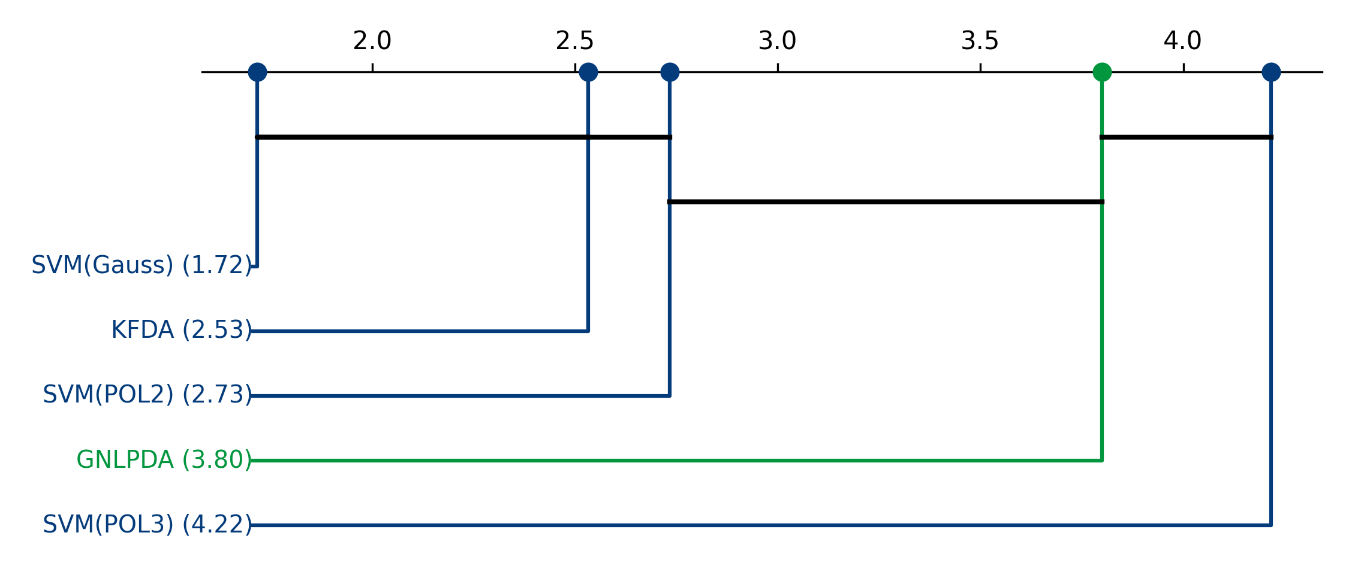 2.0 2.5 3.0 3.5 4.0
SVM(Gauss) (1.72)
KFDA (2.53)
SVM(POL2) (2.73)
GNLPDA (3.80)
SVM(POL3) (4.22)